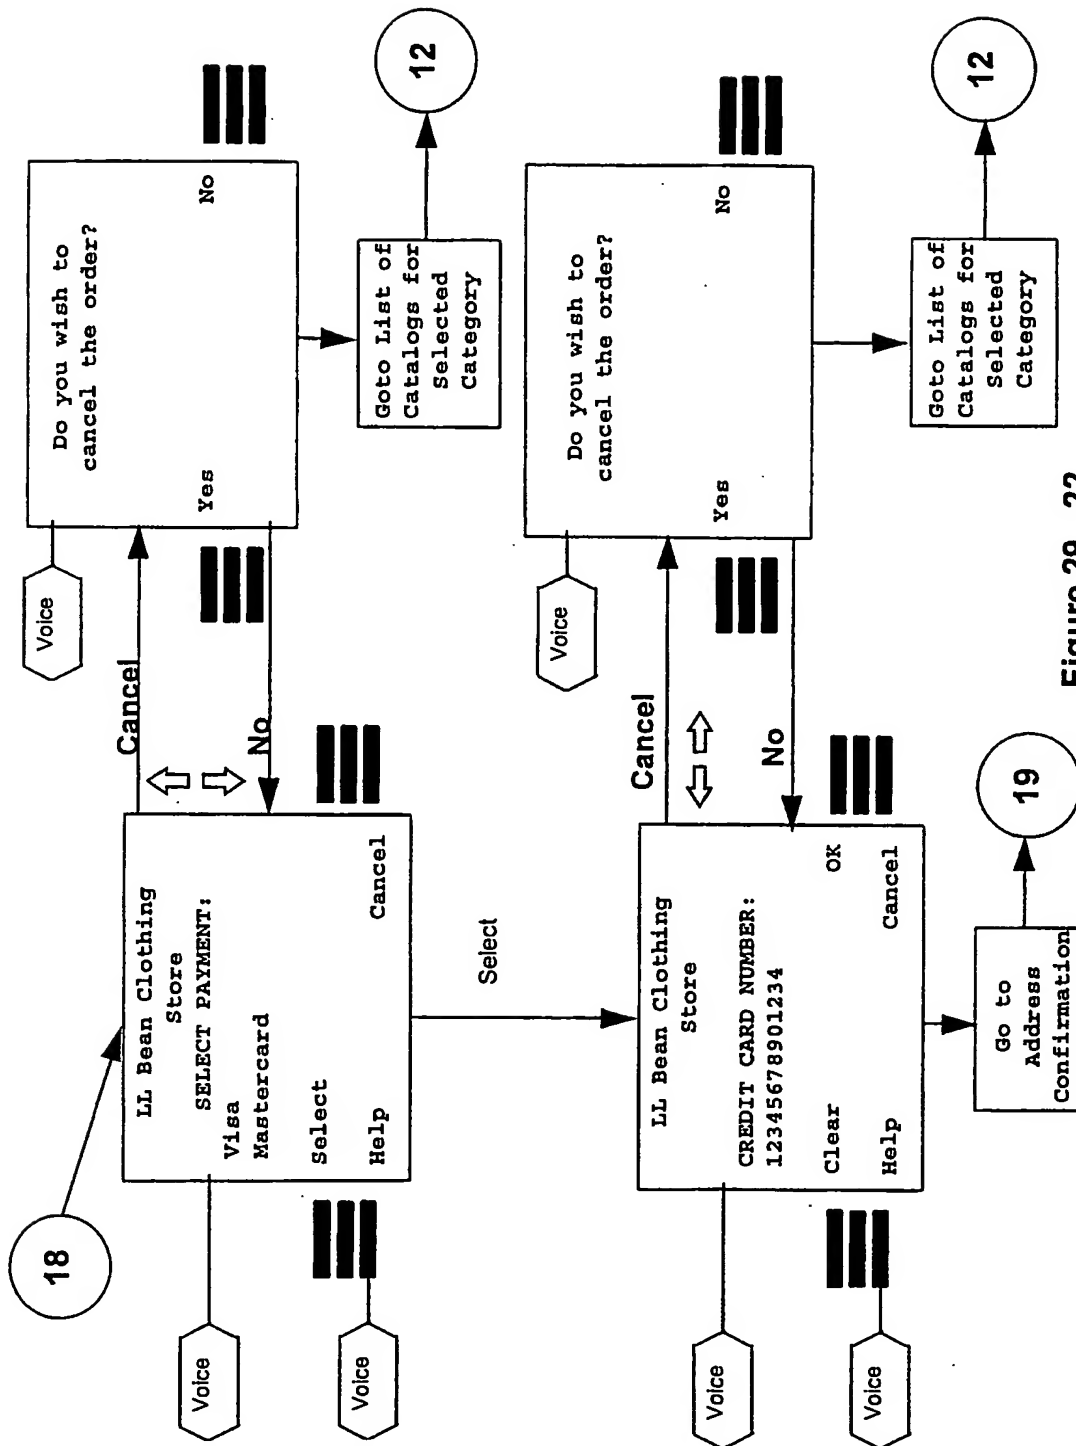 18
Voice
Voice
LL Bean Clothing
Store
SELECT PAYMENT:
Visa
Mastercard
Select
Help
Cancel
Cancel
No
Voice
Do you wish to
cancel the order?
Yes
No
Goto List of
Catalogs for
Selected
Category
12
Select
Voice
Voice
LL Bean Clothing
Store
CREDIT CARD NUMBER:
12345678901234
Clear
OK
Help
Cancel
Cancel
No
Voice
Do you wish to
cancel the order?
Yes
No
Goto List of
Catalogs for
Selected
Category
12
Go to
Address
Confirmation
19